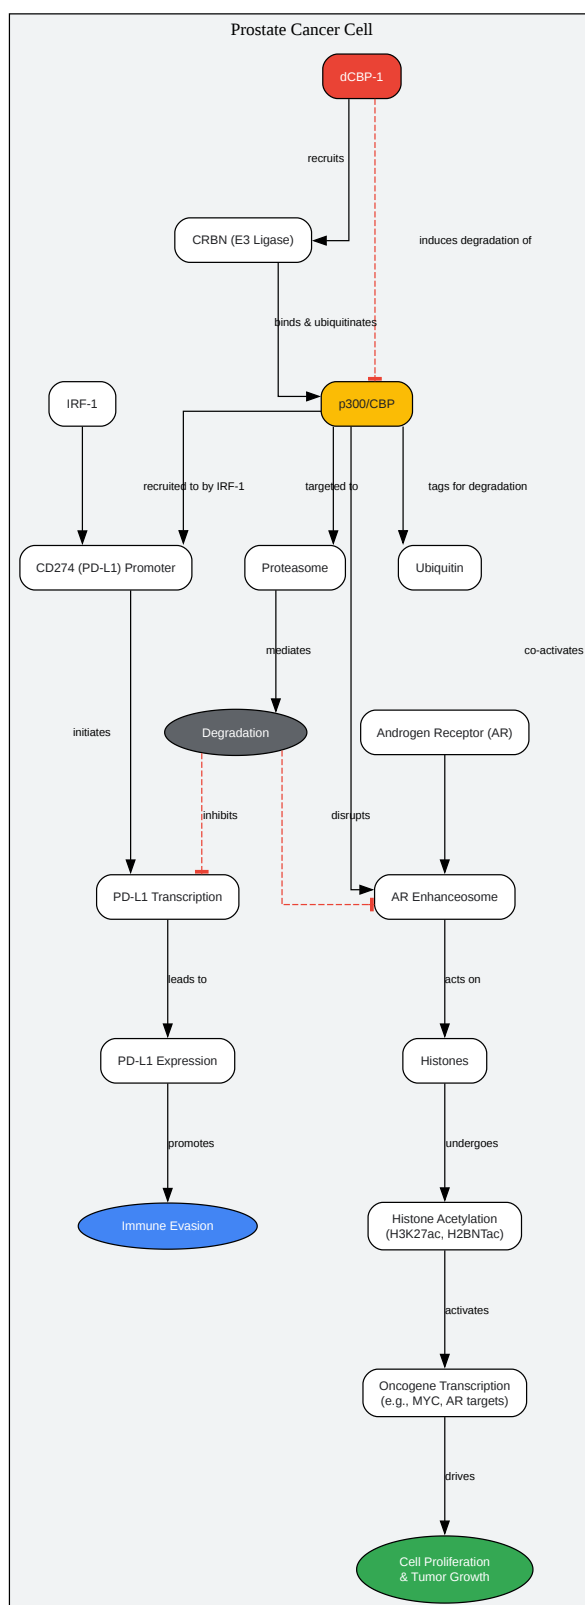 Prostate Cancer Cell
dCBP-1
recruits
CRBN (E3 Ligase)
induces degradation of
binds & ubiquitinates
IRF-1
p300/CBP
recruited to by IRF-1
targeted to
tags for degradation
CD274 (PD-L1) Promoter
Proteasome
Ubiquitin
mediates
co-activates
initiates
Degradation
Androgen Receptor (AR)
inhibits
disrupts
PD-L1 Transcription
AR Enhanceosome
leads to
acts on
PD-L1 Expression
Histones
promotes
undergoes
Immune Evasion
Histone Acetylation
(H3K27ac, H2BNTac)
activates
Oncogene Transcription
(e.g., MYC, AR targets)
drives
Cell Proliferation
& Tumor Growth